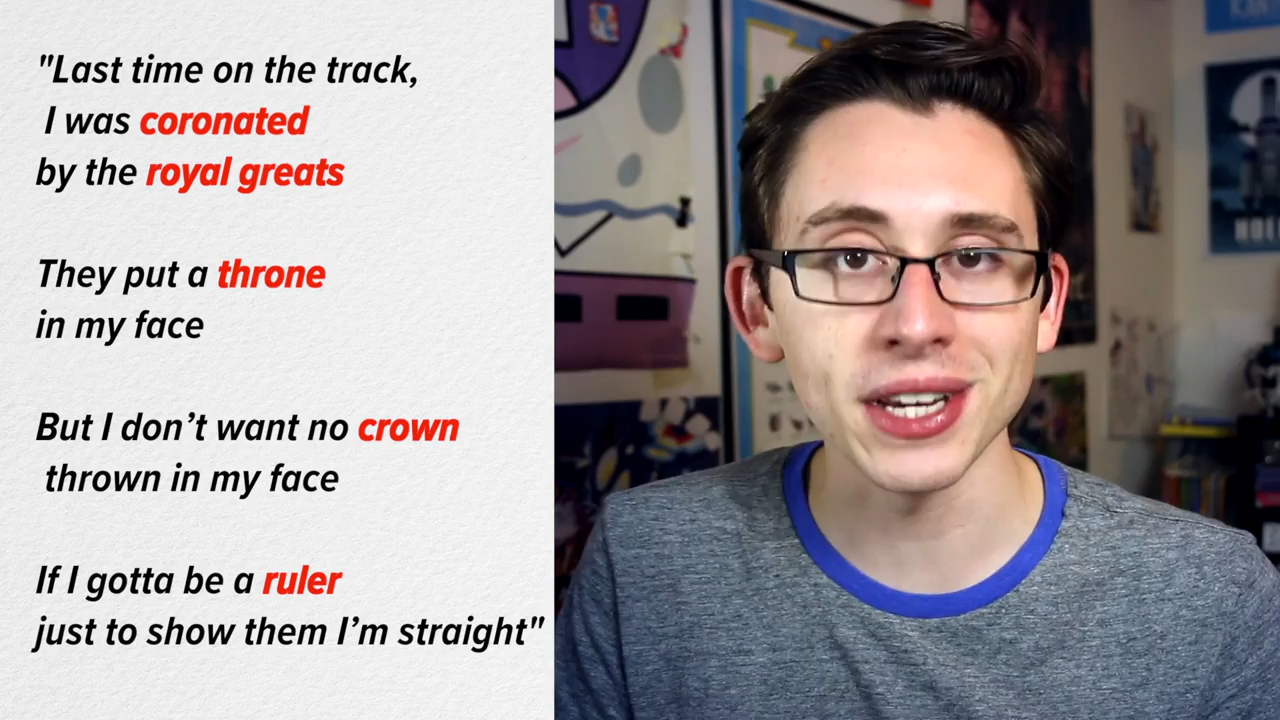 "Last time on the track,
I was coronated
by the royal greats
They put a throne
in my face
But I don’t want no crown
thrown in my face
If I gotta be a ruler
just to show them I’m straight"